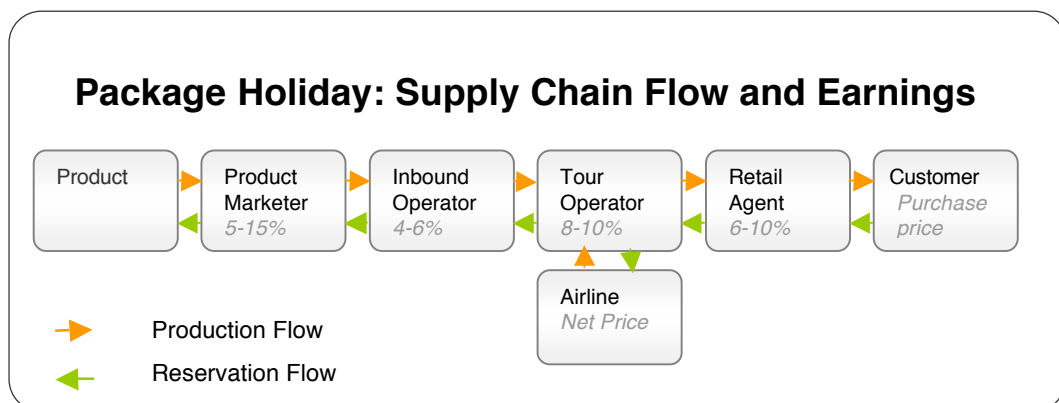 Package Holiday: Supply Chain Flow and Earnings
Product
Product
Marketer
5-15%
Inbound
Operator
4-6%
Tour
Operator
8-10%
Retail
Agent
6-10%
Customer
Purchase
price
Airline
Net Price
Production Flow
Reservation Flow